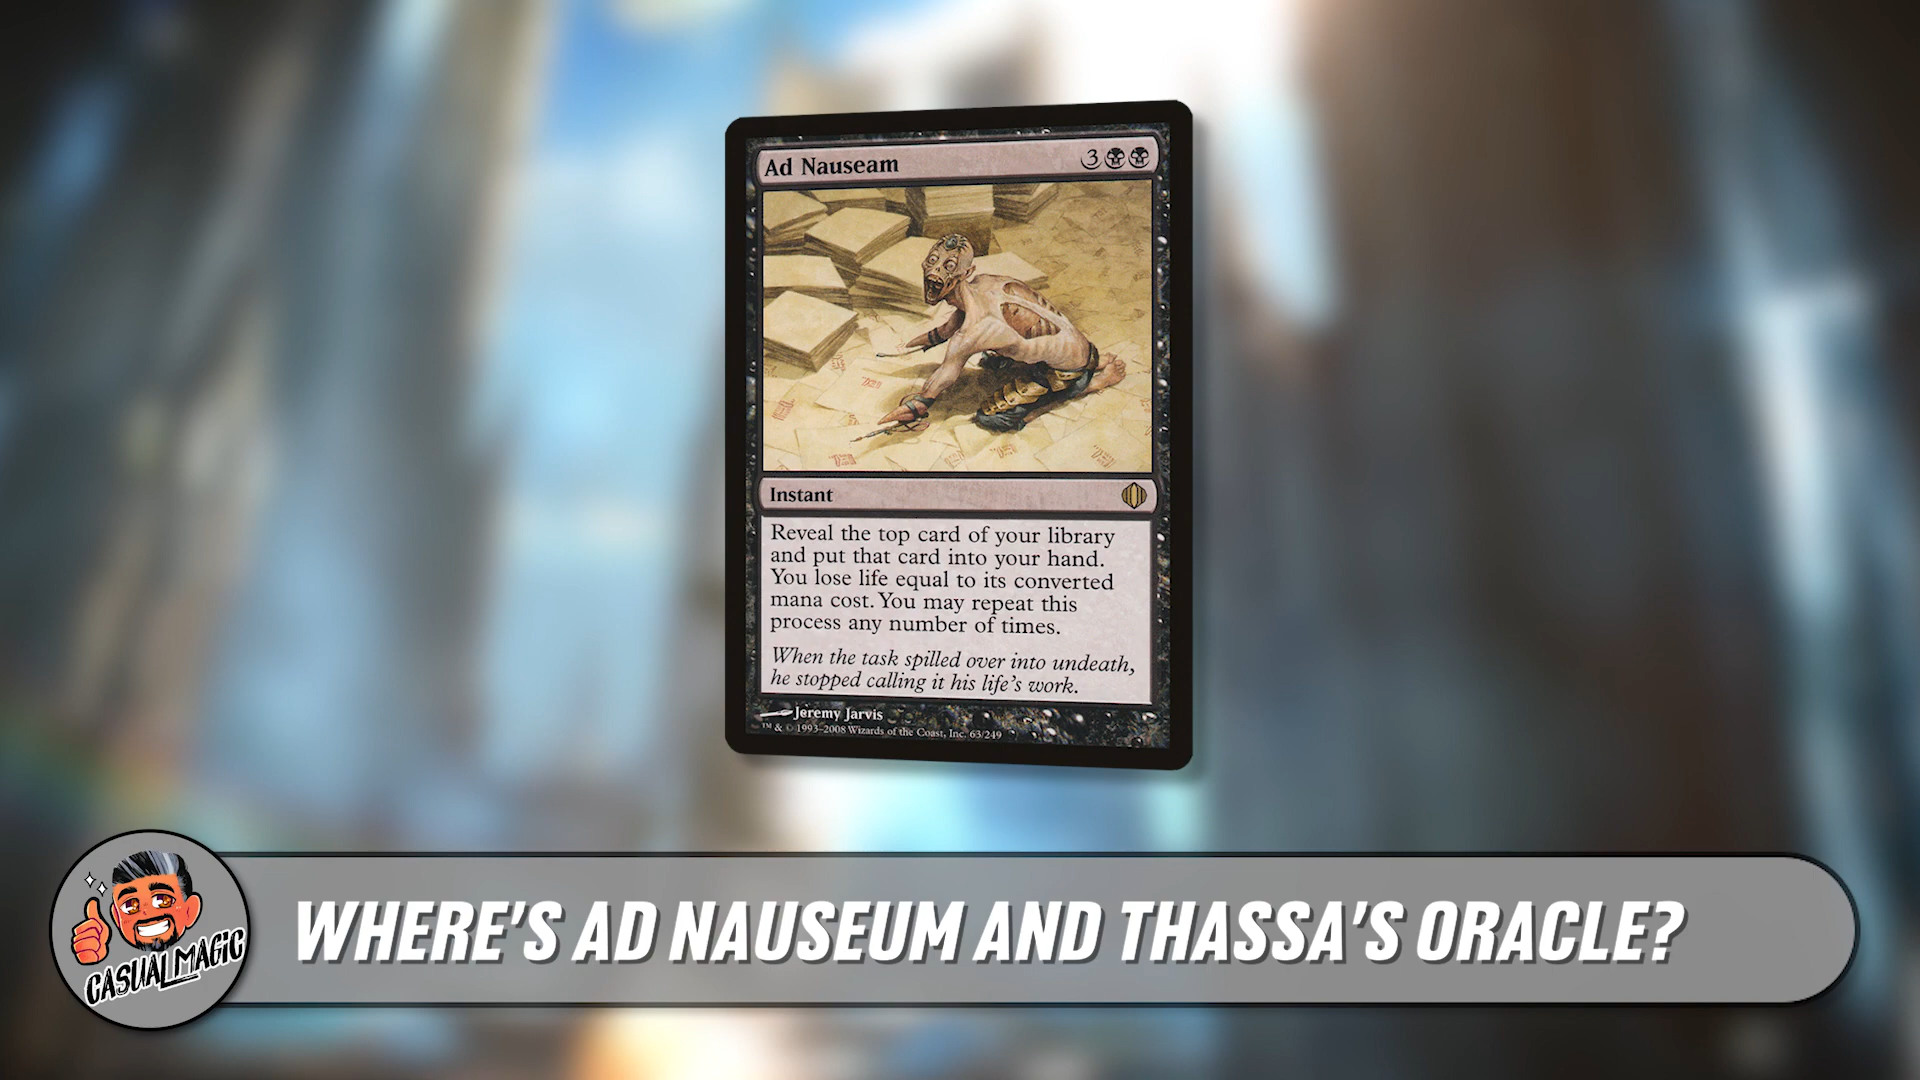 Ad Nauseam 3
Instant
Reveal the top card of your library
and put that card into your hand.
You lose life equal to its converted
mana cost. You may repeat this
process any number of times.
When the task spilled over into undeath,
he stopped calling it his life's work.
Jeremy Jarvis
™ & © 1993–2008 Wizards of the Coast, Inc. 63/249
CASUAL MAGIC
WHERE'S AD NAUSEUM AND THASSA'S ORACLE?